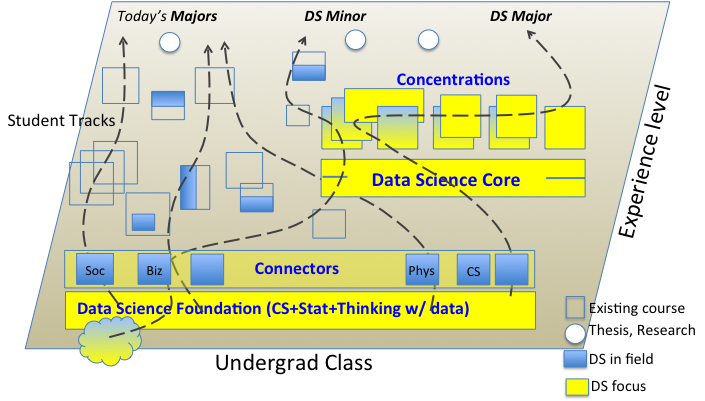 Today's Majors
DS Minor
DS Major
Concentrations
Student Tracks
Experience level
Data Science Core
Soc
Biz
Connectors
Phys
CS
Data Science Foundation (CS+Stat+Thinking w/ data)
Existing course
Thesis, Research
Undergrad Class
DS in field
DS focus